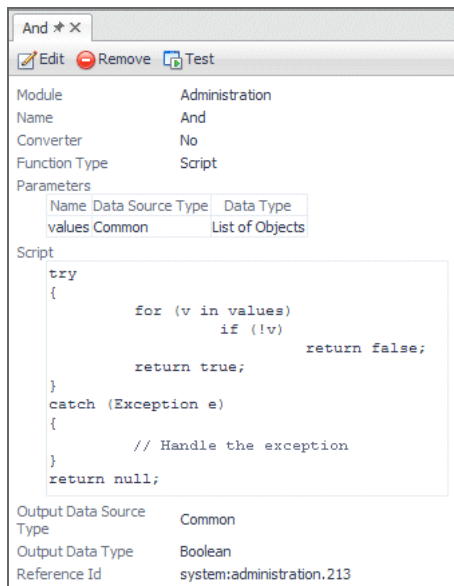 And
Edit Remove Test
Module Administration
Name And
Converter No
Function Type Script
Parameters
Name Data Source Type Data Type
values Common List of Objects
Script
try
{
for (v in values)
if (!v)
return false;
return true;
}
catch (Exception e)
{
// Handle the exception
}
return null;
Output Data Source
Type Common
Output Data Type Boolean
Reference Id system:administration.213